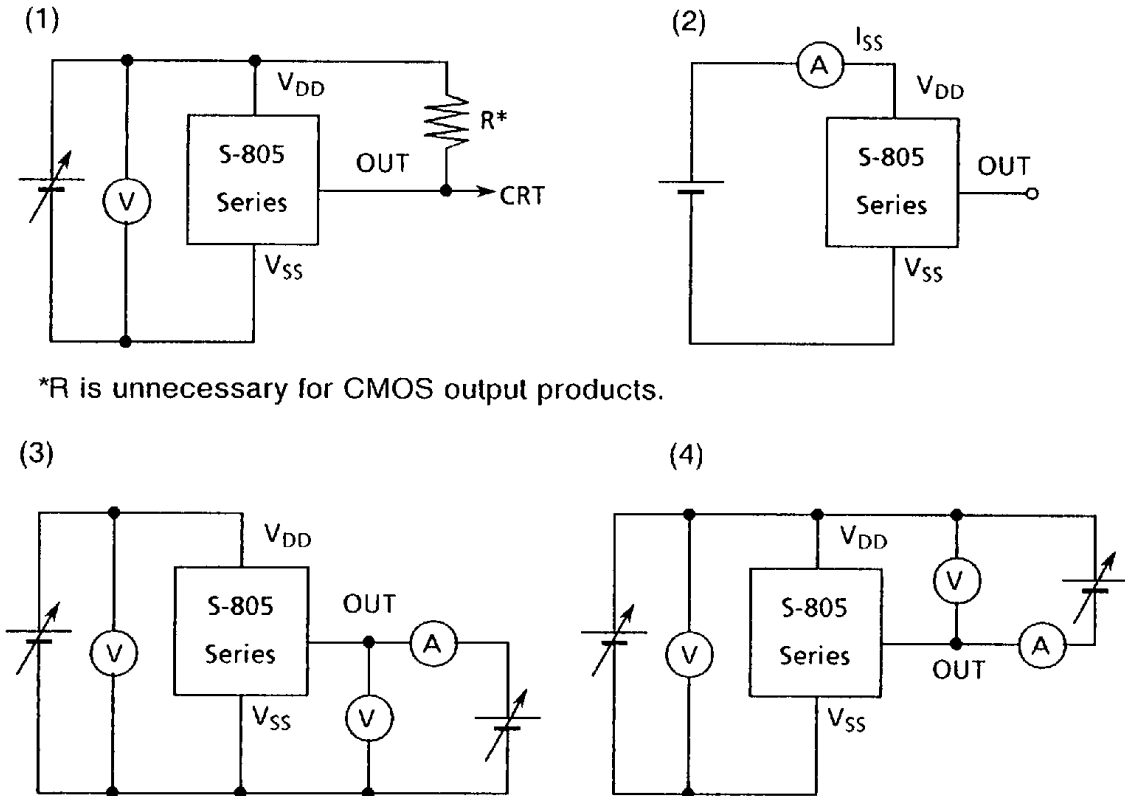 (1)
V_DD
R*
S-805
Series
OUT
CRT
V
V_SS
(2)
I_SS
A
V_DD
S-805
Series
OUT
V_SS
*R is unnecessary for CMOS output products.
(3)
V_DD
S-805
Series
OUT
A
V
V
V_SS
(4)
V_DD
V
S-805
Series
V
OUT
A
V_SS